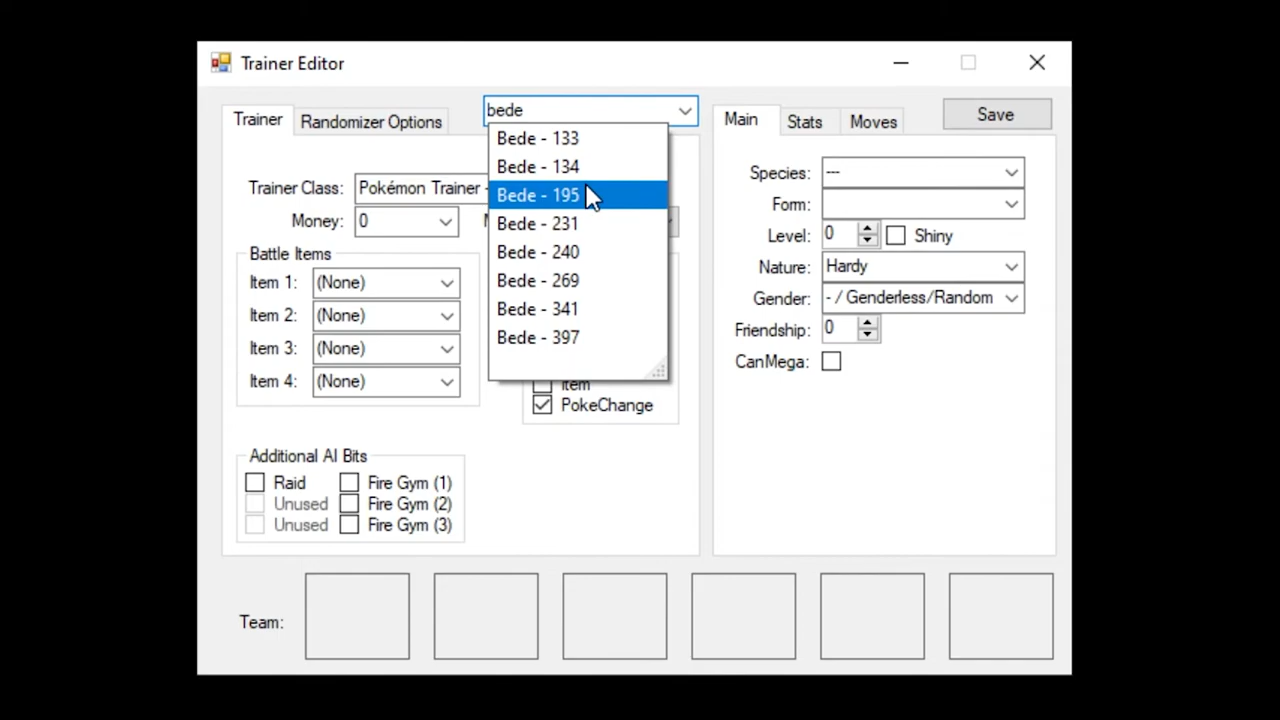 Trainer Editor
Trainer
Randomizer Options
bede
Bede - 133
Bede - 134
Bede - 195
Bede - 231
Bede - 240
Bede - 269
Bede - 341
Bede - 397
Trainer Class:
Pokémon Trainer -
Money:
0
Battle Items
Item 1:
(None)
Item 2:
(None)
Item 3:
(None)
Item 4:
(None)
Item
PokeChange
Additional AI Bits
Raid
Fire Gym (1)
Unused
Fire Gym (2)
Unused
Fire Gym (3)
Main
Stats
Moves
Save
Species:
---
Form:
Level:
0
Shiny
Nature:
Hardy
Gender:
- / Genderless/Random
Friendship:
0
CanMega:
Team: